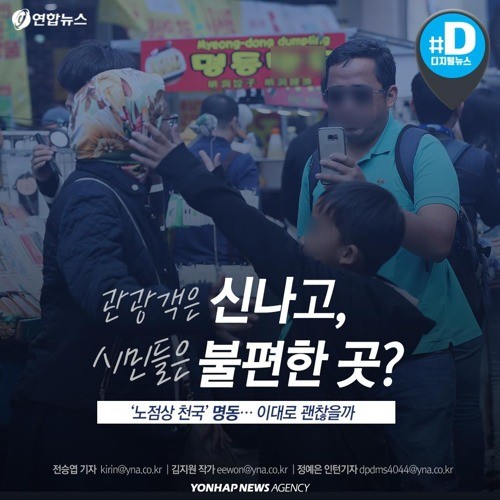 연합뉴스
#D
디지털뉴스
Myeong-dong dumpling
명동
관광객은 신나고,
시민들은 불편한 곳?
‘노점상 천국’ 명동… 이대로 괜찮을까
전승엽 기자 kirin@yna.co.kr | 김지원 작가 eewon@yna.co.kr | 정예은 인턴기자 dpdms4044@yna.co.kr
YONHAP NEWS AGENCY